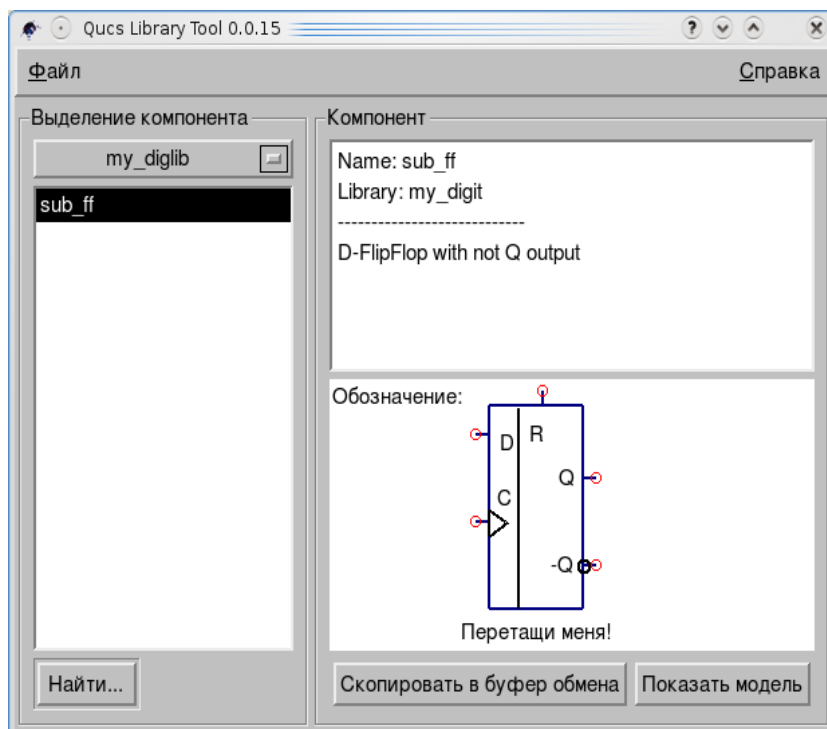 Qucs Library Tool 0.0.15
Файл
Справка
Выделение компонента
my_diglib
sub_ff
Найти...
Компонент
Name: sub_ff
Library: my_digit
----------------------------
D-FlipFlop with not Q output
Обозначение:
D
R
Q
C
-Q
Перетащи меня!
Скопировать в буфер обмена
Показать модель